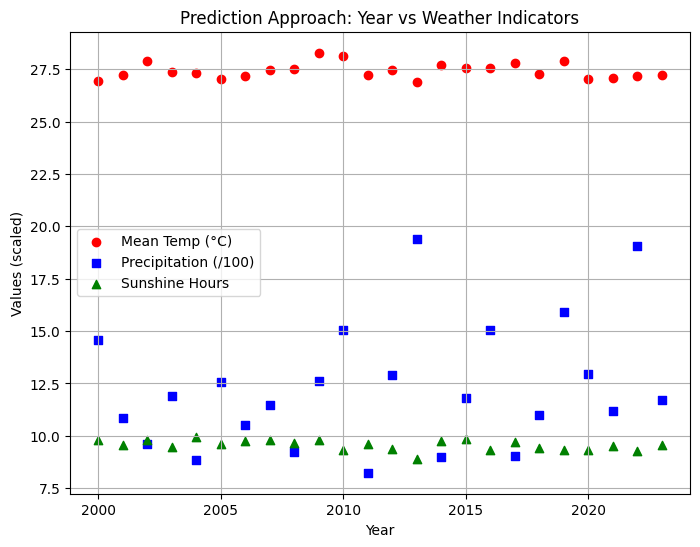 Prediction Approach: Year vs Weather Indicators
27.5
25.0
22.5
20.0
17.5
15.0
12.5
10.0
7.5
Values (scaled)
Mean Temp (°C)
Precipitation (/100)
Sunshine Hours
2000 2005 2010 2015 2020
Year